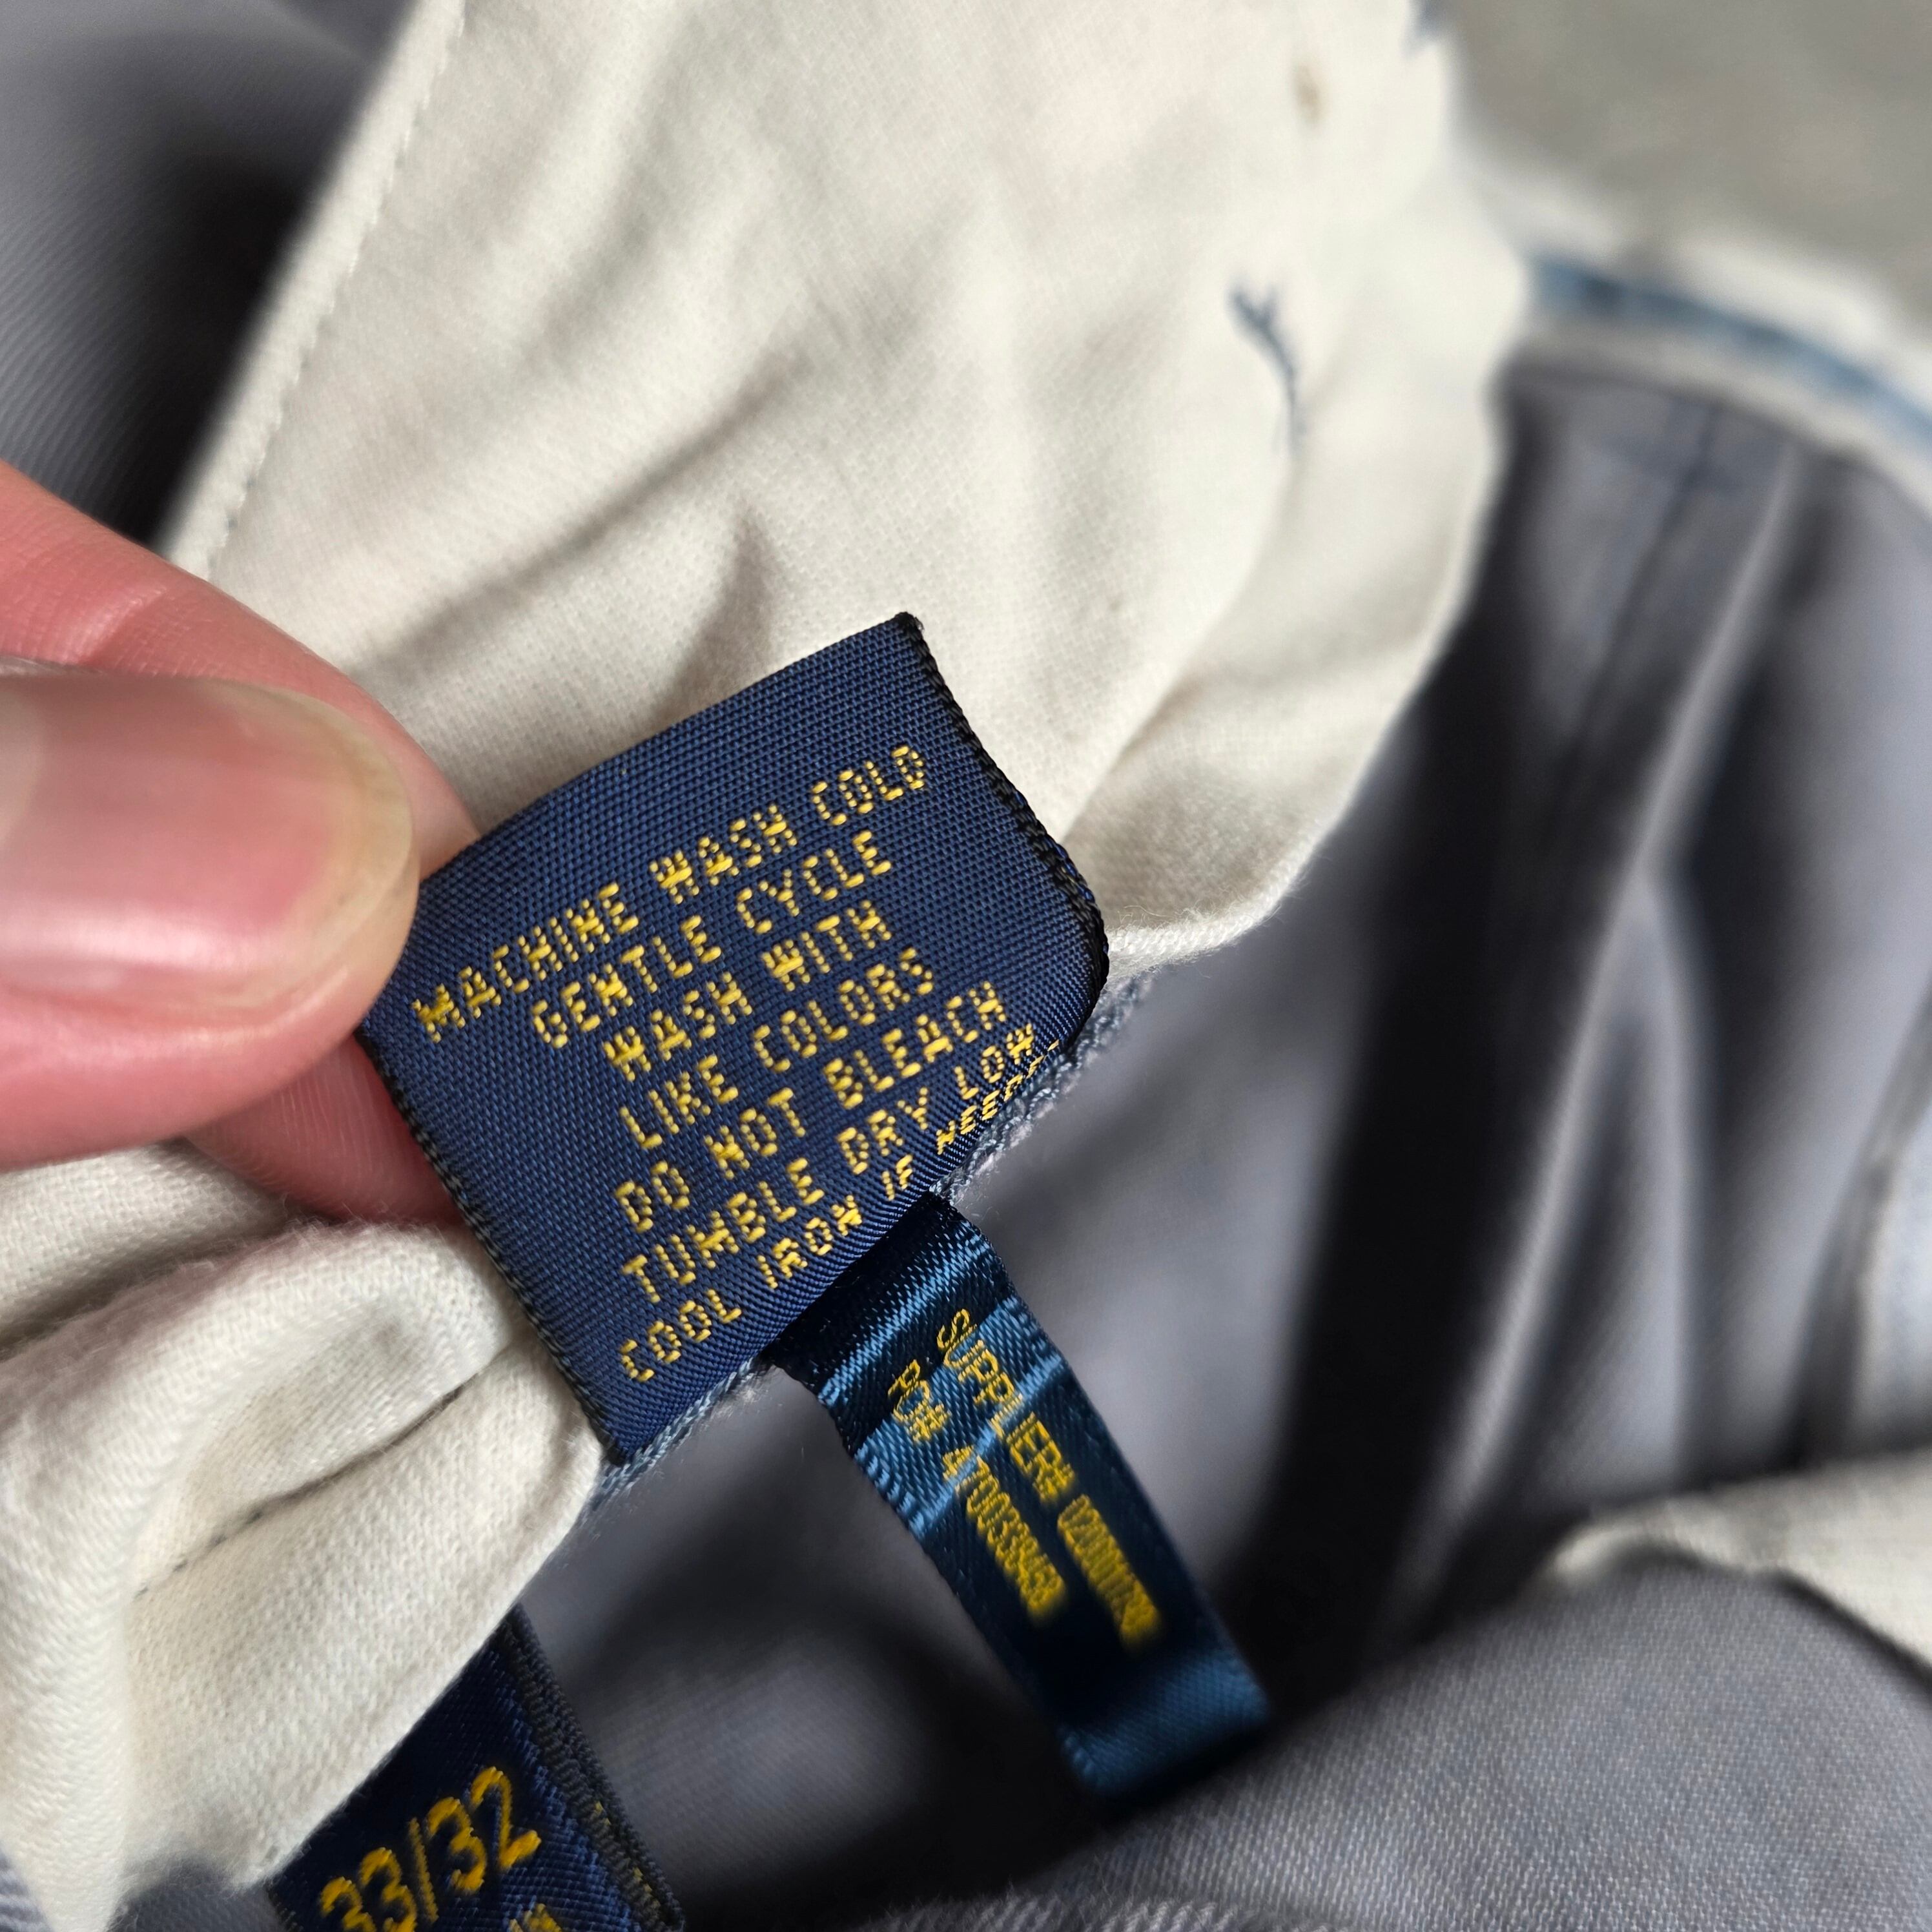 MACHINE WASH COLD
GENTLE CYCLE
WASH WITH
LIKE COLORS
DO NOT BLEACH
TUMBLE DRY LOW
COOL IRON IF NEEDED
SUPPLIER#
PO#
33/32